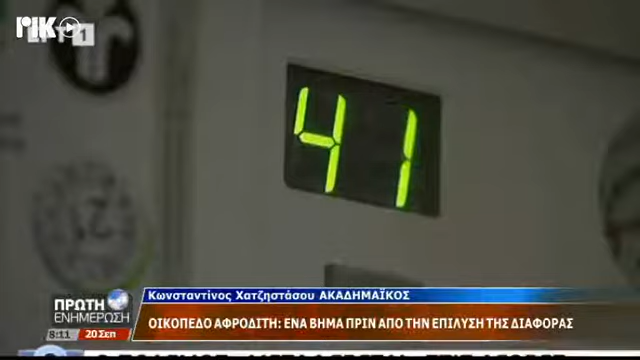 ρικ
ΕΡΤ1
41
ΠΡΩΤΗ
ΕΝΗΜΕΡΩΣΗ
8:11 20 Σεπ
Κωνσταντίνος Χατζηστάσου ΑΚΑΔΗΜΑΪΚΟΣ
ΟΙΚΟΠΕΔΟ ΑΦΡΟΔΙΤΗ: ΕΝΑ ΒΗΜΑ ΠΡΙΝ ΑΠΟ ΤΗΝ ΕΠΙΛΥΣΗ ΤΗΣ ΔΙΑΦΟΡΑΣ